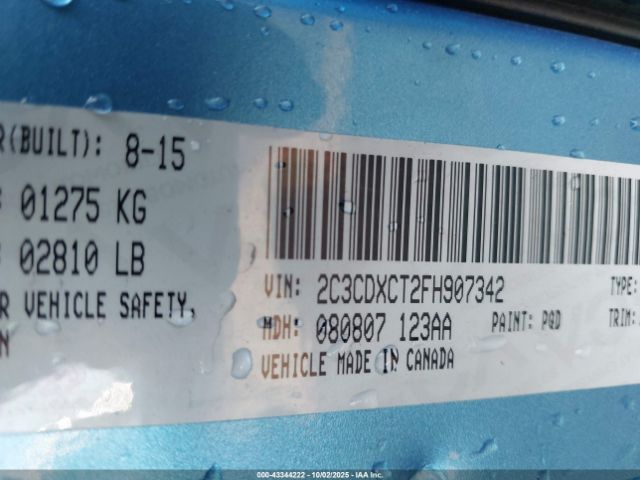 R(BUILT): 8-15
: 01275 KG
: 02810 LB
R VEHICLE SAFETY,
N
VIN: 2C3CDXCT2FH907342
TYPE:
MDH: 080807 123AA
PAINT: PQD
TRIM:
VEHICLE MADE IN CANADA
000-43344222 - 10/02/2025 - IAA, Inc.